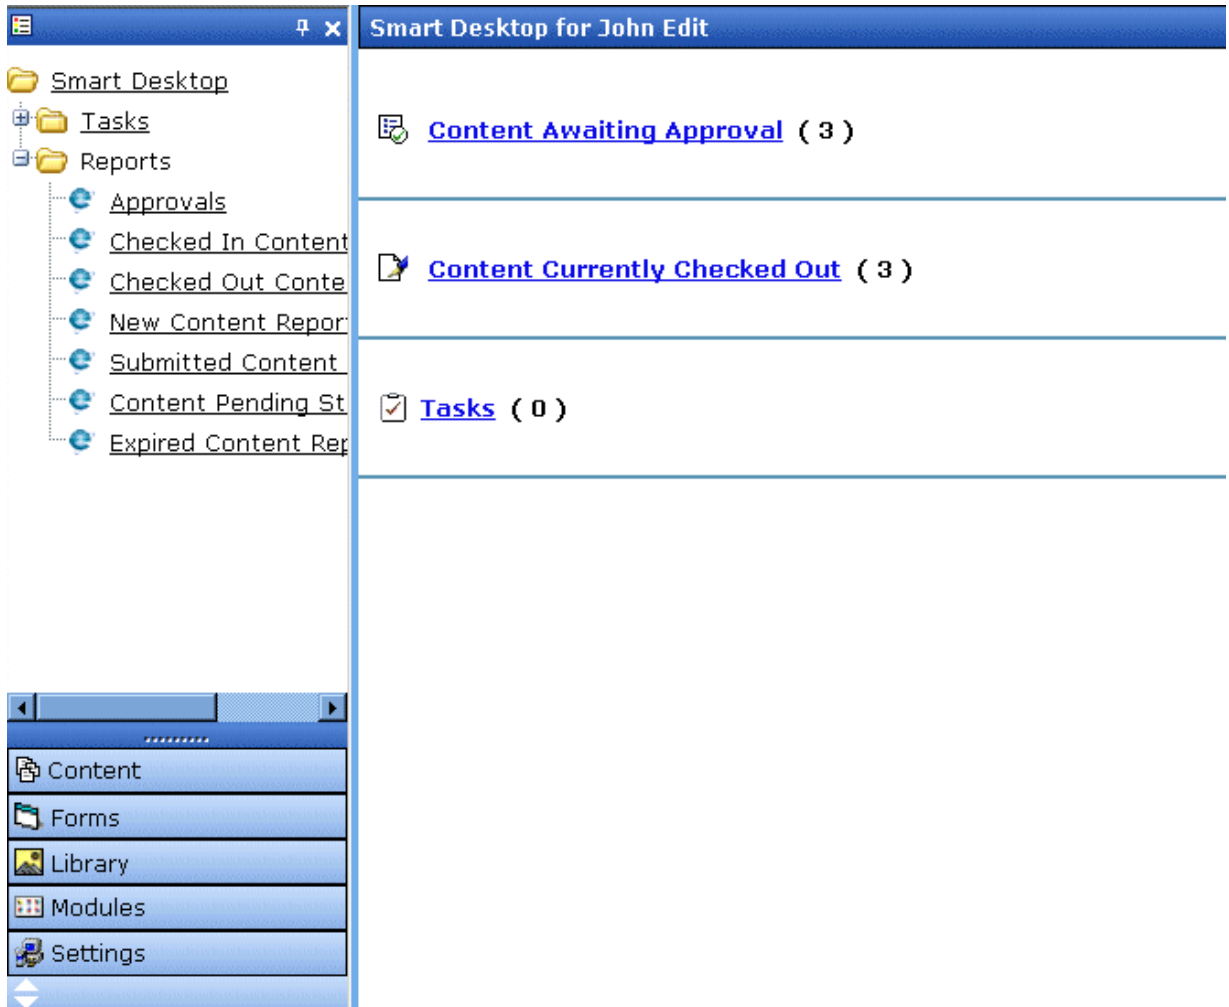 Smart Desktop
Tasks
Reports
Approvals
Checked In Content
Checked Out Conte
New Content Repor
Submitted Content
Content Pending St
Expired Content Rep
Content
Forms
Library
Modules
Settings
Smart Desktop for John Edit
Content Awaiting Approval ( 3 )
Content Currently Checked Out ( 3 )
Tasks ( 0 )